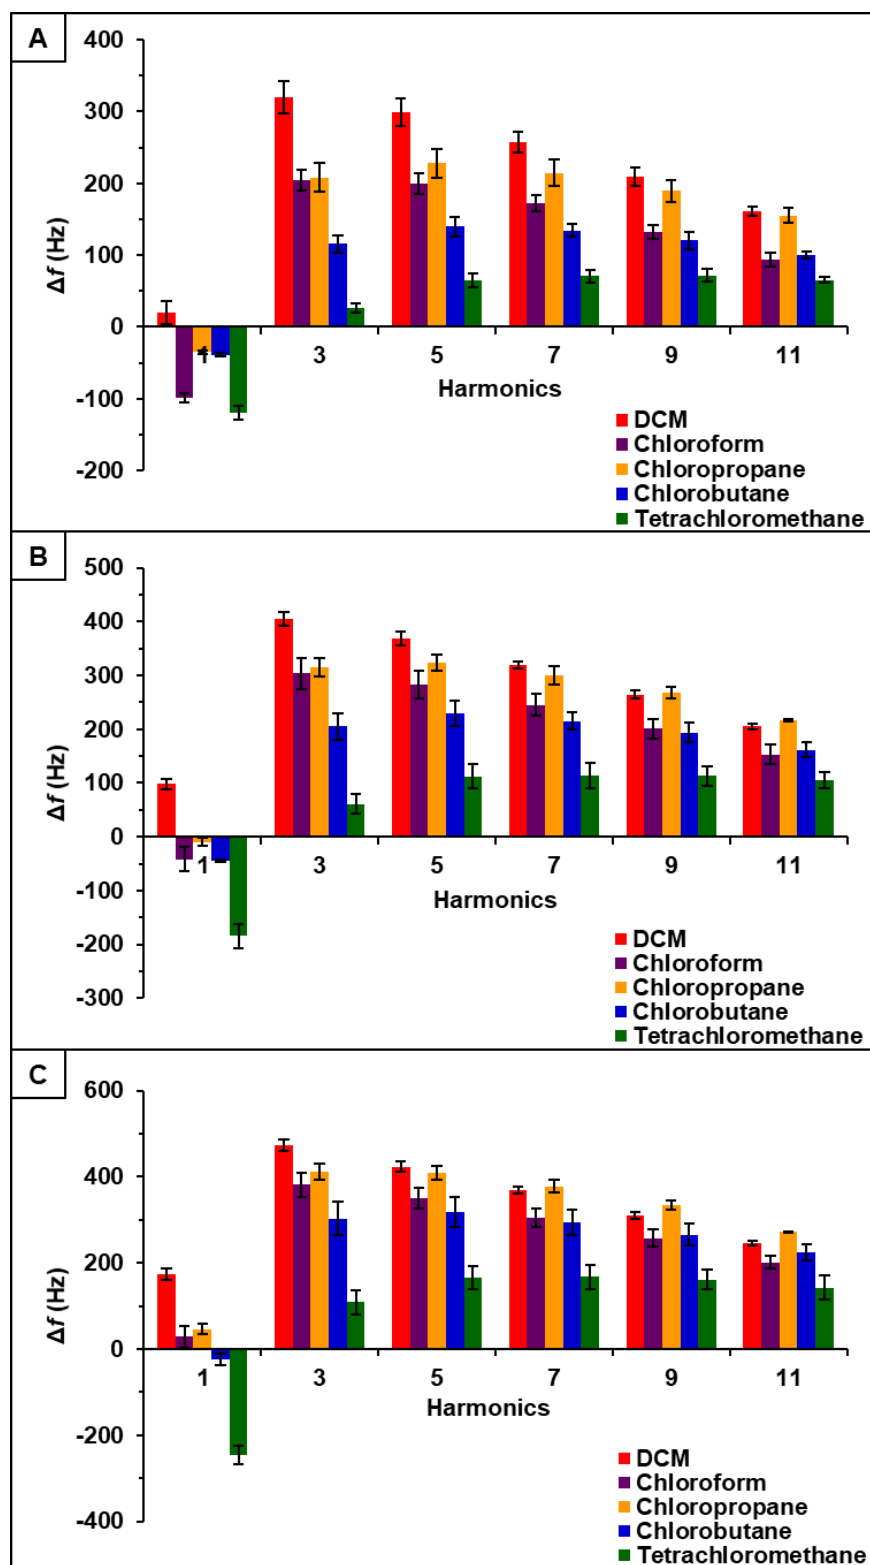 A
400
300
200
100
0
-100
-200
Δf (Hz)
1 3 5 7 9 11
Harmonics
DCM
Chloroform
Chloropropane
Chlorobutane
Tetrachloromethane
B
500
400
300
200
100
0
-100
-200
-300
Δf (Hz)
1 3 5 7 9 11
Harmonics
DCM
Chloroform
Chloropropane
Chlorobutane
Tetrachloromethane
C
600
400
200
0
-200
-400
Δf (Hz)
1 3 5 7 9 11
Harmonics
DCM
Chloroform
Chloropropane
Chlorobutane
Tetrachloromethane